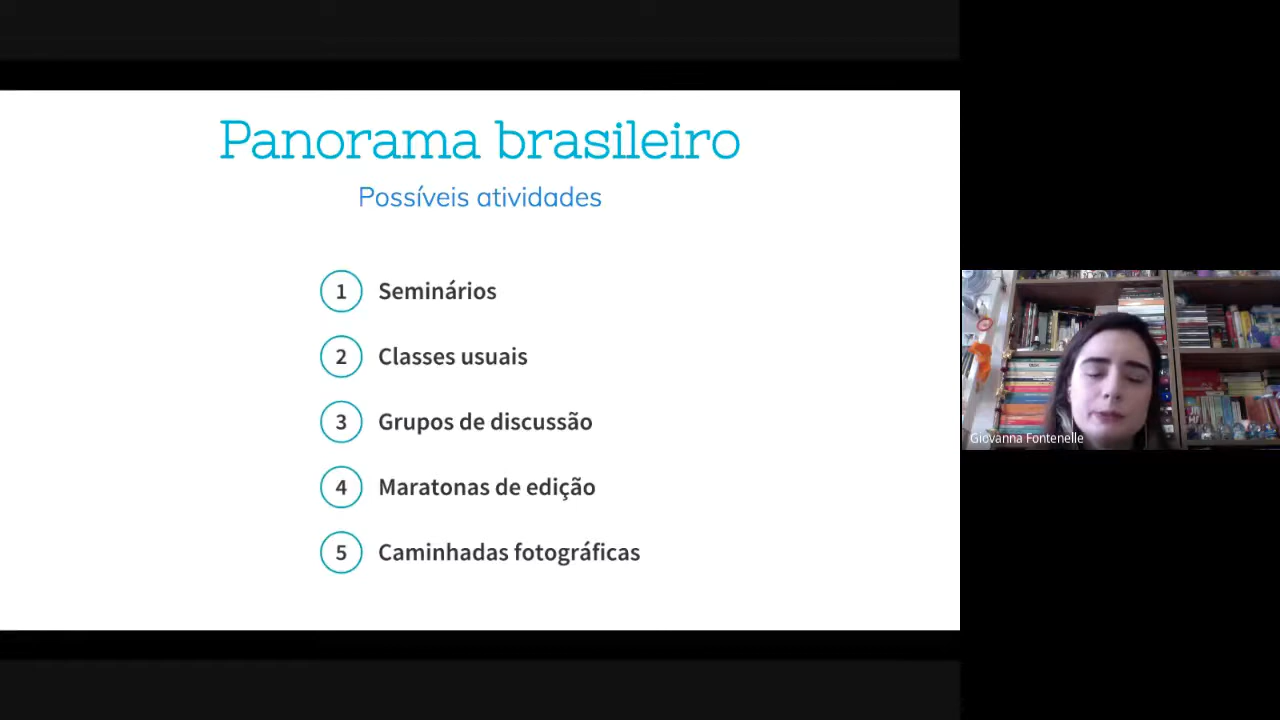 Panorama brasileiro
Possíveis atividades
1 Seminários
2 Classes usuais
3 Grupos de discussão
4 Maratonas de edição
5 Caminhadas fotográficas
Giovanna Fontenelle